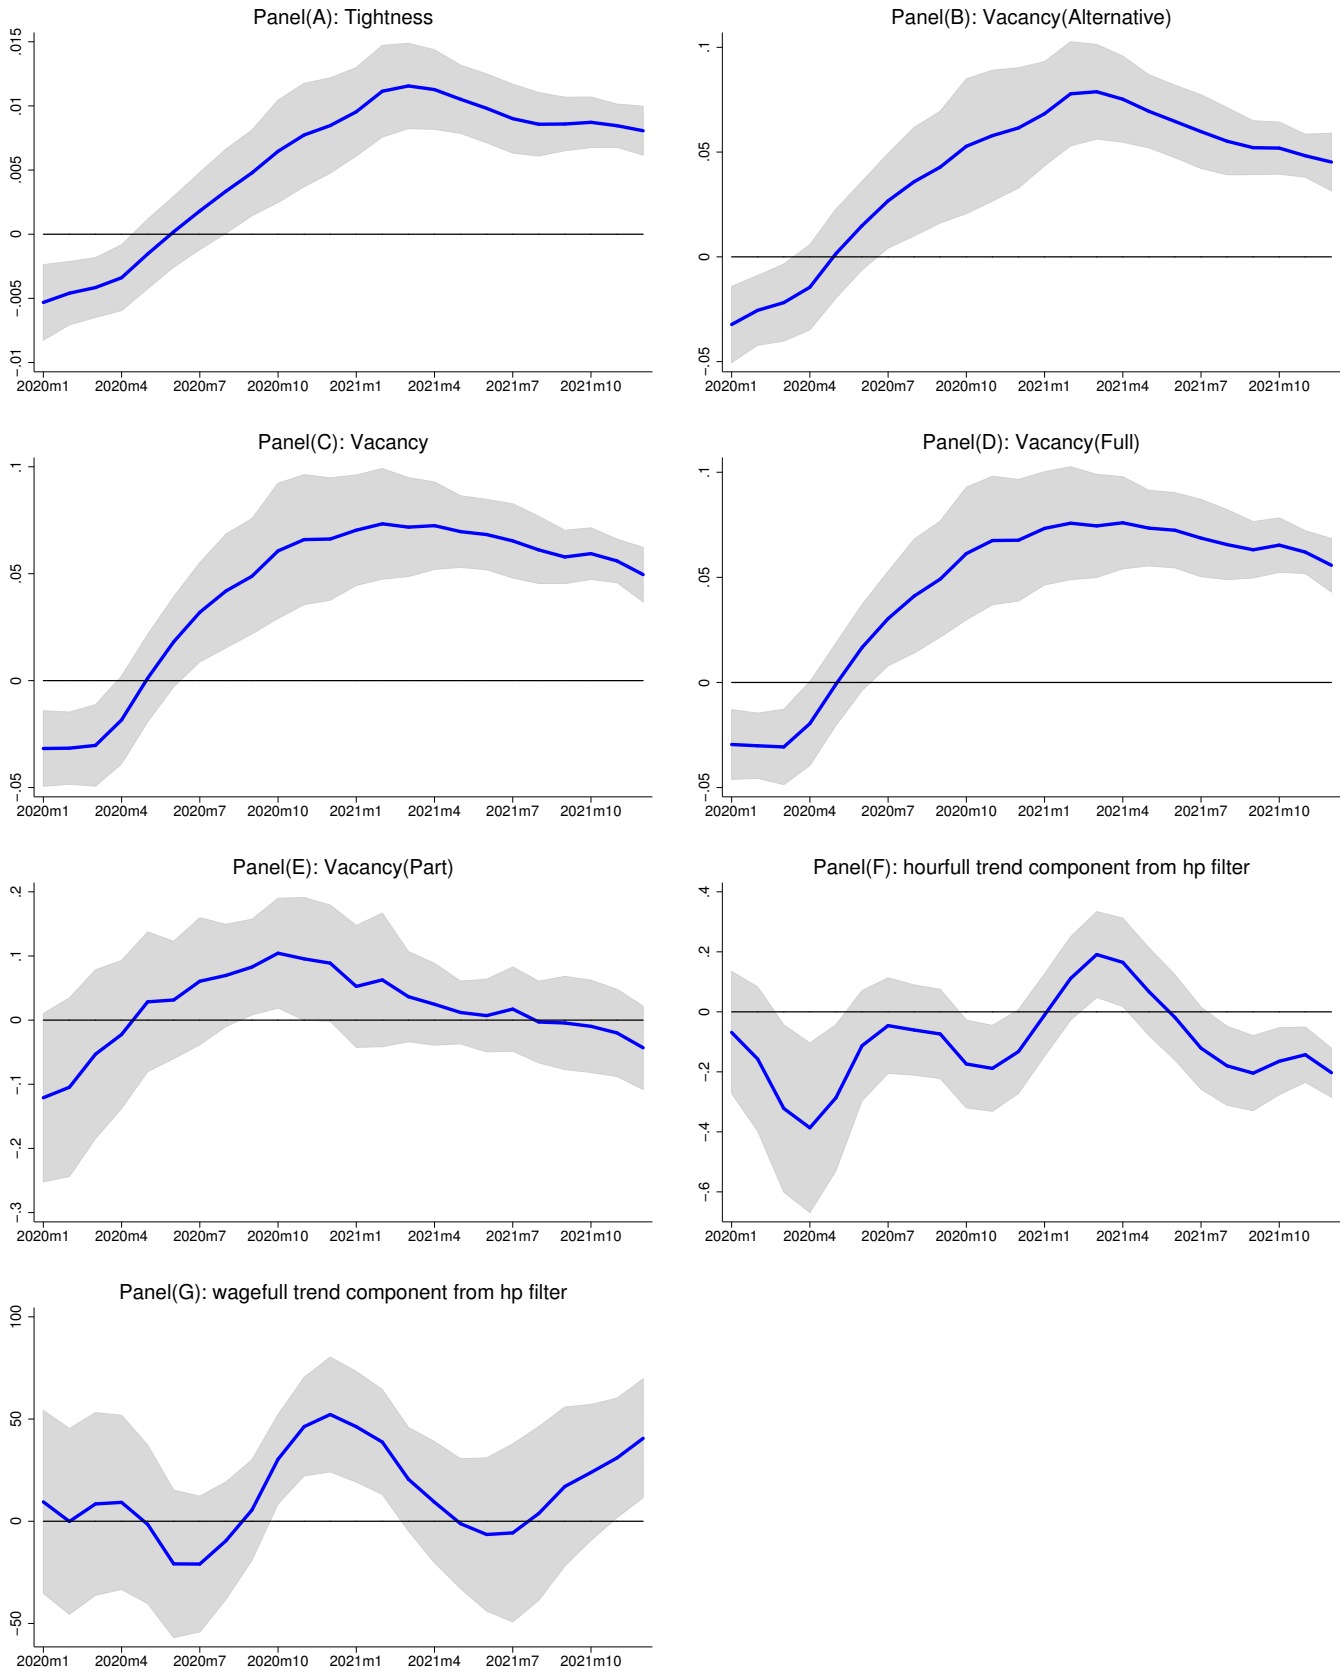 Panel(A): Tightness
.015
.01
.005
0
-.005
-.01
2020m1 2020m4 2020m7 2020m10 2021m1 2021m4 2021m7 2021m10
Panel(B): Vacancy(Alternative)
.1
.05
0
-.05
2020m1 2020m4 2020m7 2020m10 2021m1 2021m4 2021m7 2021m10
Panel(C): Vacancy
.1
.05
0
-.05
2020m1 2020m4 2020m7 2020m10 2021m1 2021m4 2021m7 2021m10
Panel(D): Vacancy(Full)
.1
.05
0
-.05
2020m1 2020m4 2020m7 2020m10 2021m1 2021m4 2021m7 2021m10
Panel(E): Vacancy(Part)
.2
.1
0
-.1
-.2
-.3
2020m1 2020m4 2020m7 2020m10 2021m1 2021m4 2021m7 2021m10
Panel(F): hourfull trend component from hp filter
.4
.2
0
-.2
-.4
-.6
2020m1 2020m4 2020m7 2020m10 2021m1 2021m4 2021m7 2021m10
Panel(G): wagefull trend component from hp filter
100
50
0
-50
2020m1 2020m4 2020m7 2020m10 2021m1 2021m4 2021m7 2021m10